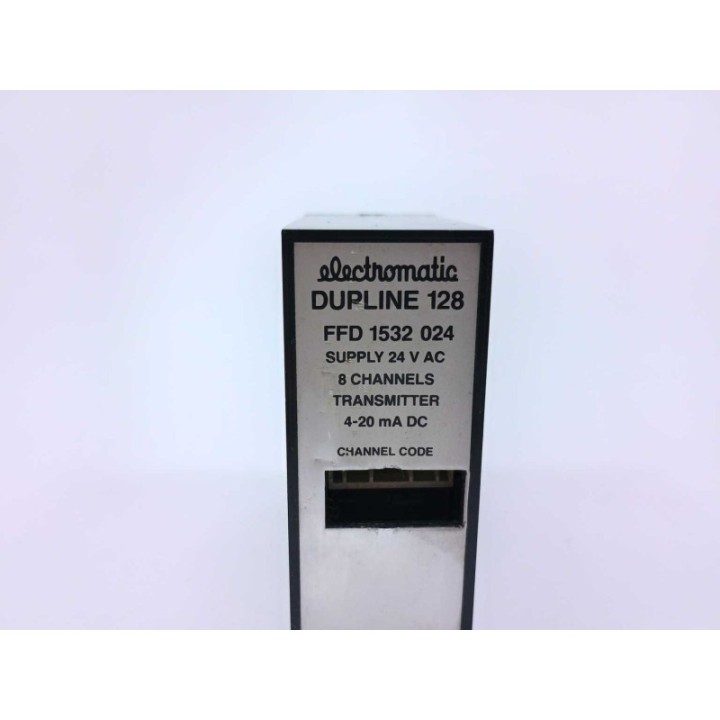 electromatic
DUPLINE 128
FFD 1532 024
SUPPLY 24 V AC
8 CHANNELS
TRANSMITTER
4-20 mA DC
CHANNEL CODE